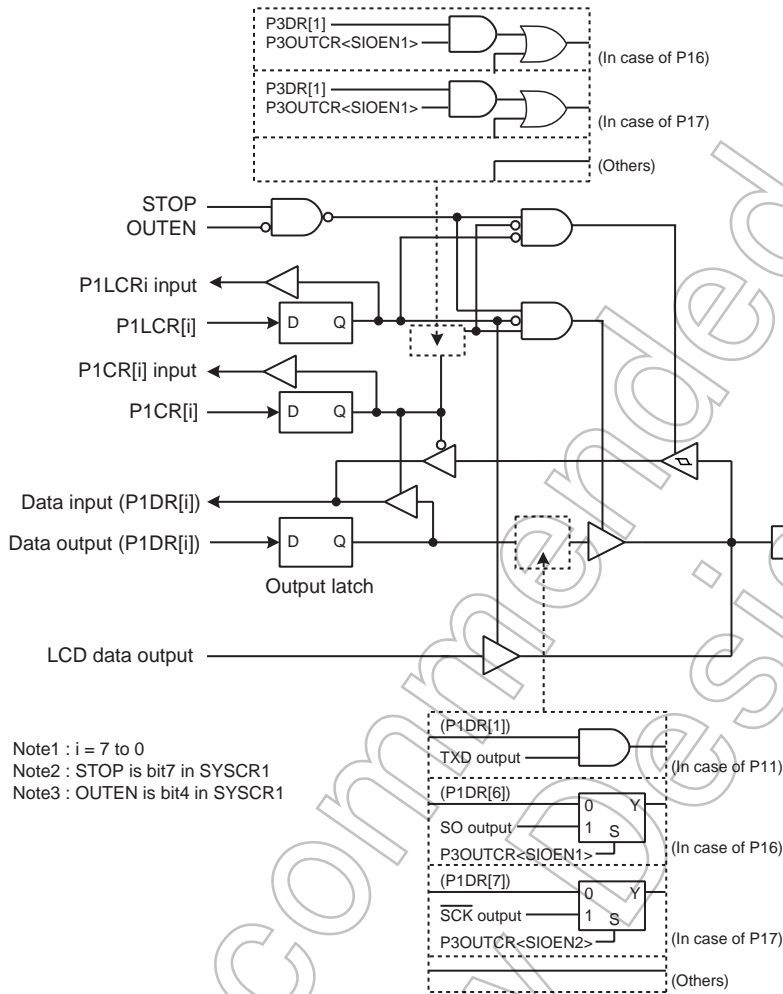 P3DR[1]
P3OUTCR<SIOEN1>
(In case of P16)
P3DR[1]
P3OUTCR<SIOEN1>
(In case of P17)
(Others)
STOP
OUTEN
P1LCRi input
P1LCR[i]
D Q
P1CR[i] input
P1CR[i]
D Q
Data input (P1DR[i])
Data output (P1DR[i])
D Q
Output latch
LCD data output
Note1 : i = 7 to 0
Note2 : STOP is bit7 in SYSCR1
Note3 : OUTEN is bit4 in SYSCR1
(P1DR[1])
TXD output
(In case of P11)
(P1DR[6])
0 Y
SO output
1 S
P3OUTCR<SIOEN1>
(In case of P16)
(P1DR[7])
0 Y
SCK output
1 S
P3OUTCR<SIOEN2>
(In case of P17)
(Others)